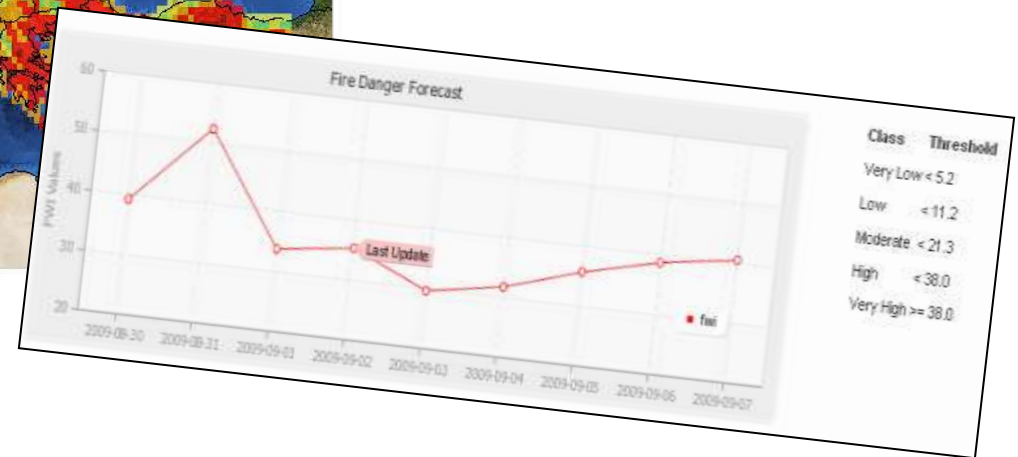 Fire Danger Forecast
FWI Values
60
50
40
30
20
Last Update
fwi
2009-08-30 2009-08-31 2009-09-01 2009-09-02 2009-09-03 2009-09-04 2009-09-05 2009-09-06 2009-09-07
Class Threshold
Very Low < 5.2
Low < 11.2
Moderate < 21.3
High < 38.0
Very High >= 38.0